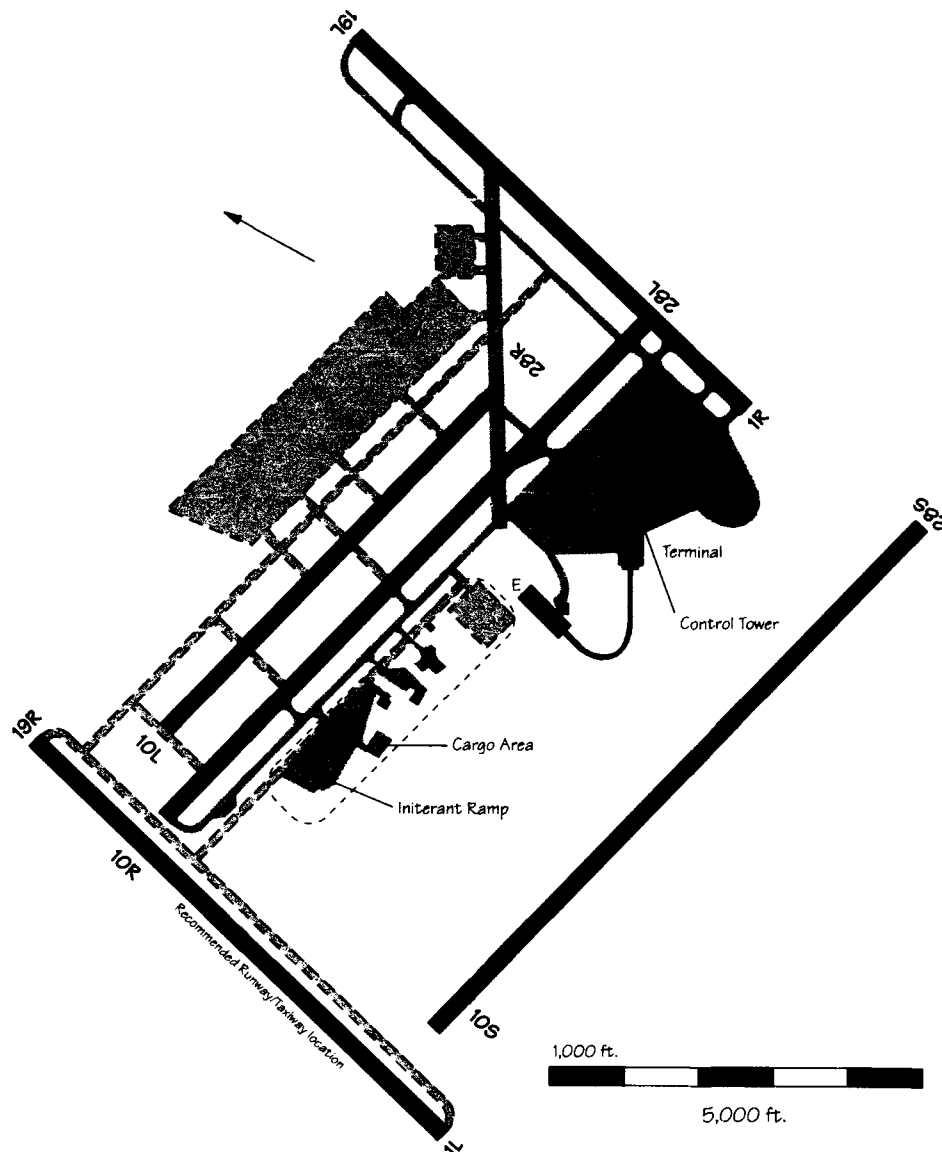 19L
28L
28R
1R
28S
Terminal
E
Control Tower
19R
10L
Cargo Area
Initerant Ramp
10R
Recommended Runway/Taxiway location
10S
1,000 ft.
5,000 ft.
1L